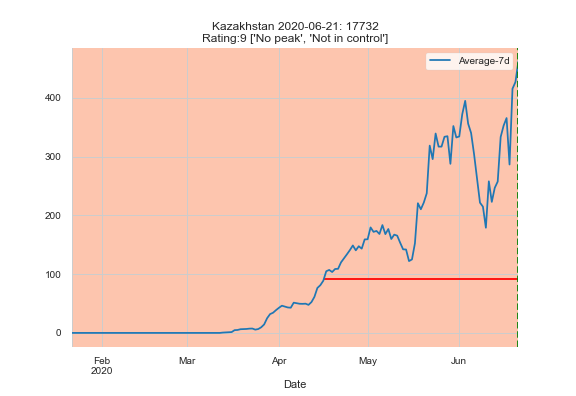 Kazakhstan 2020-06-21: 17732
Rating:9 ['No peak', 'Not in control']
Average-7d
400
300
200
100
0
Feb
2020
Mar
Apr
May
Jun
Date